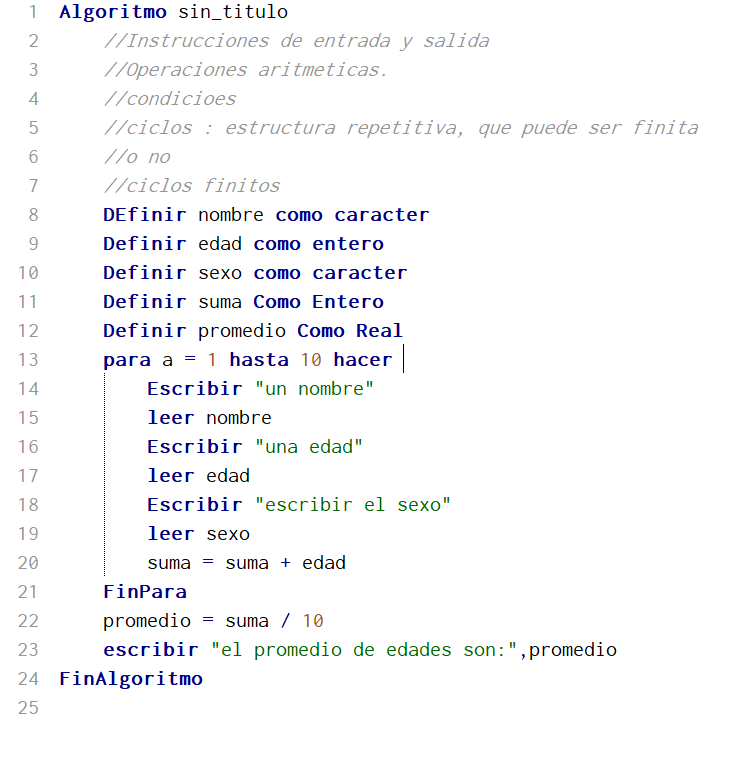 1 Algoritmo sin_titulo
2 //Instrucciones de entrada y salida
3 //Operaciones aritmeticas.
4 //condicioes
5 //ciclos : estructura repetitiva, que puede ser finita
6 //o no
7 //ciclos finitos
8 DEfinir nombre como caracter
9 Definir edad como entero
10 Definir sexo como caracter
11 Definir suma Como Entero
12 Definir promedio Como Real
13 para a = 1 hasta 10 hacer
14 Escribir "un nombre"
15 leer nombre
16 Escribir "una edad"
17 leer edad
18 Escribir "escribir el sexo"
19 leer sexo
20 suma = suma + edad
21 FinPara
22 promedio = suma / 10
23 escribir "el promedio de edades son:",promedio
24 FinAlgoritmo
25